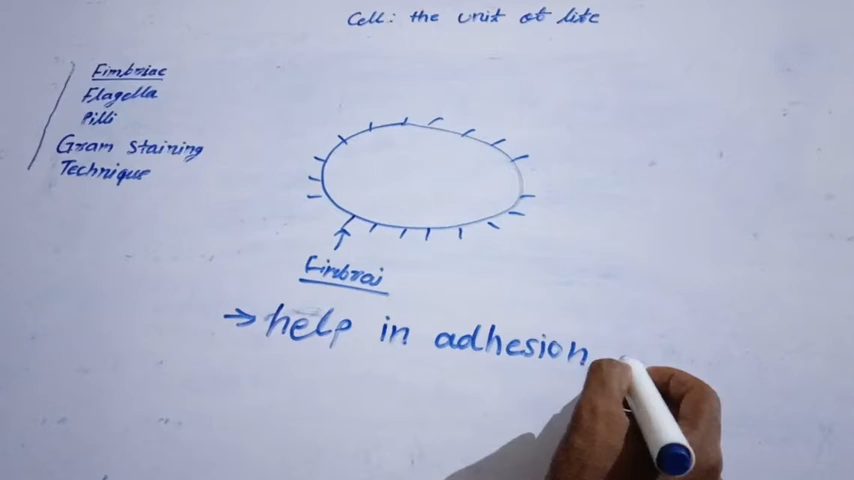 Cell: the unit of life
Fimbriae
Flagella
Pilli
Gram Staining
Technique
Fimbrai
→ help in adhesion